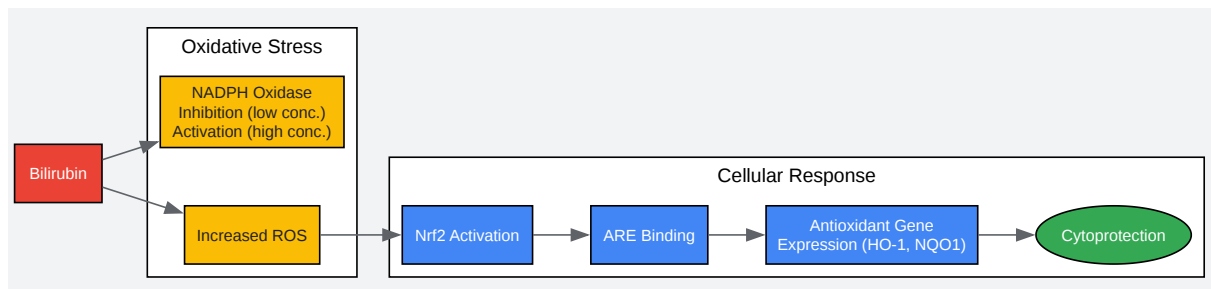 Oxidative Stress
NADPH Oxidase
Inhibition (low conc.)
Activation (high conc.)
Bilirubin
Increased ROS
Cellular Response
Nrf2 Activation
ARE Binding
Antioxidant Gene
Expression (HO-1, NQO1)
Cytoprotection